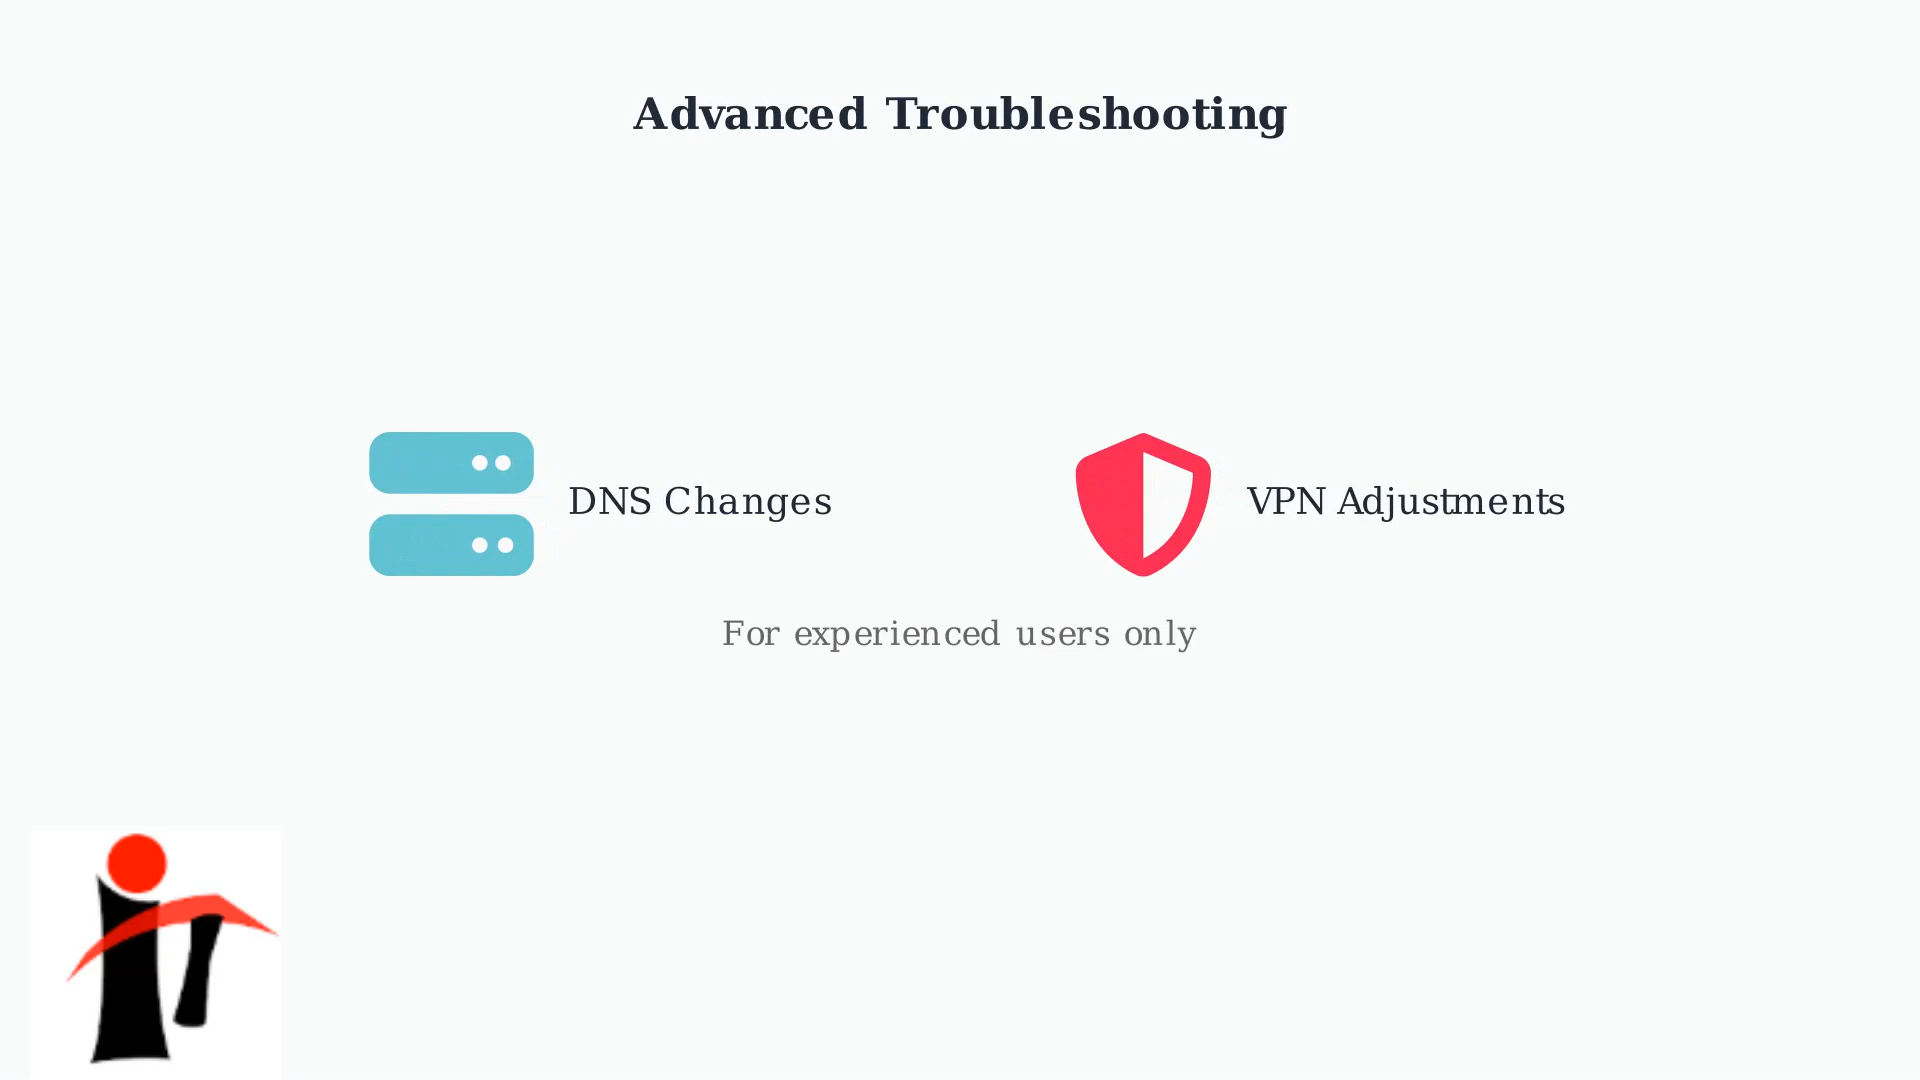 Advanced Troubleshooting
DNS Changes
VPN Adjustments
For experienced users only